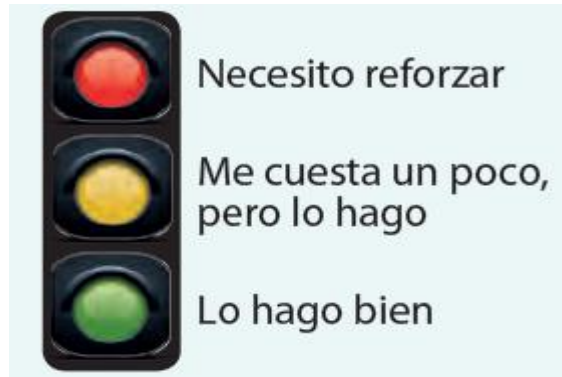 Necesito reforzar
Me cuesta un poco,
pero lo hago
Lo hago bien